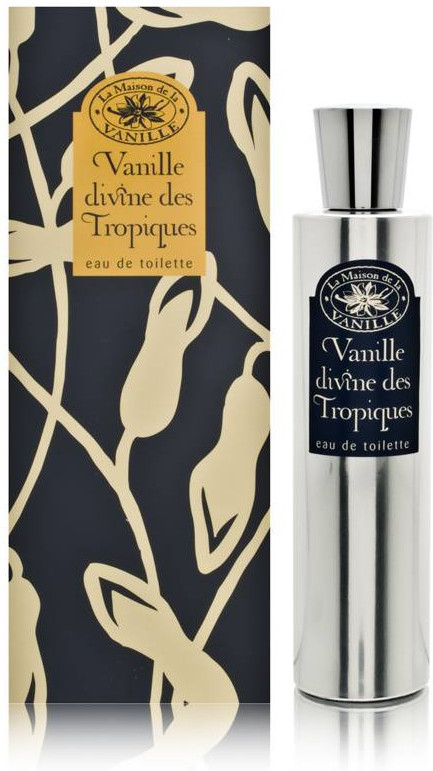 La Maison de la
VANILLE
Vanille
divine des
Tropiques
eau de toilette
La Maison de la
VANILLE
Vanille
divine des
Tropiques
eau de toilette